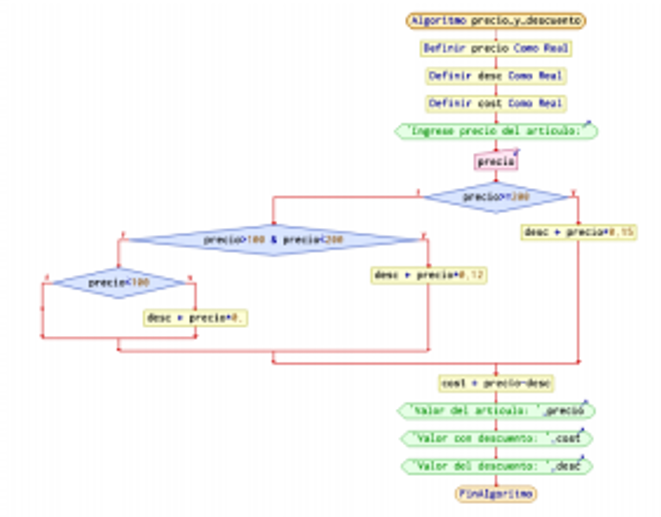 Algoritmo precio_y_descuento
Definir precio Como Real
Definir desc Como Real
Definir cost Como Real
'Ingrese precio del articulo:'
precio
precio>=200
F
V
precio>100 & precio<200
desc ← precio*0.15
F
V
precio<100
desc ← precio*0.12
F
V
desc ← precio*0.
cost ← precio-desc
'Valor del articulo: ',precio
'Valor con descuento: ',cost
'Valor del descuento: ',desc
FinAlgoritmo